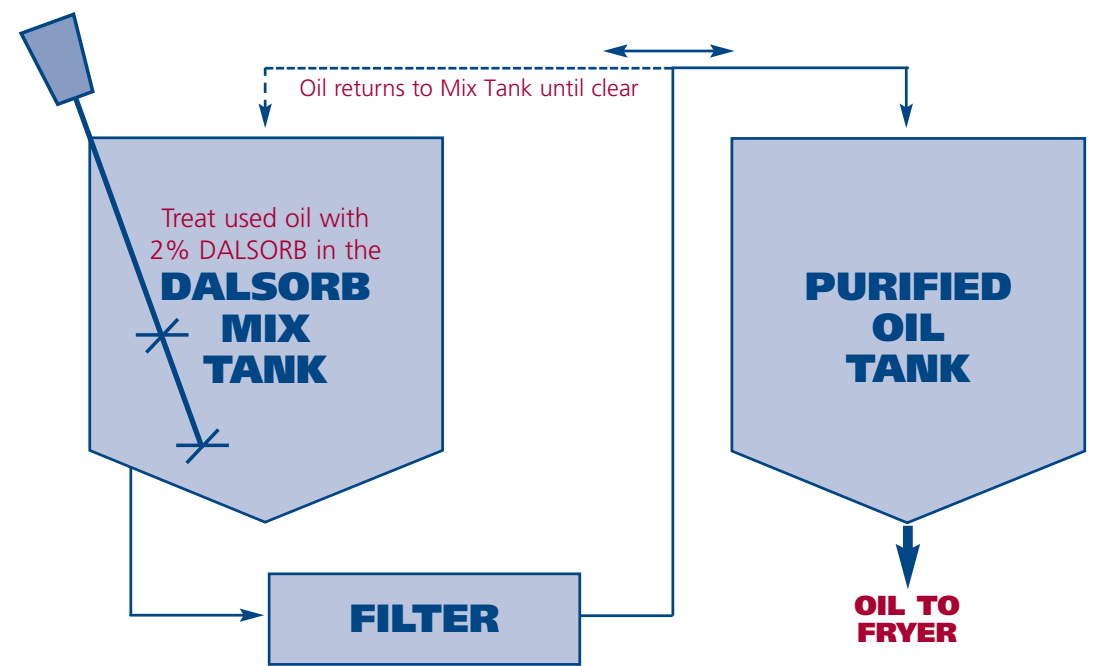 Oil returns to Mix Tank until clear
Treat used oil with
2% DALSORB in the
DALSORB
MIX
TANK
PURIFIED
OIL
TANK
FILTER
OIL TO
FRYER